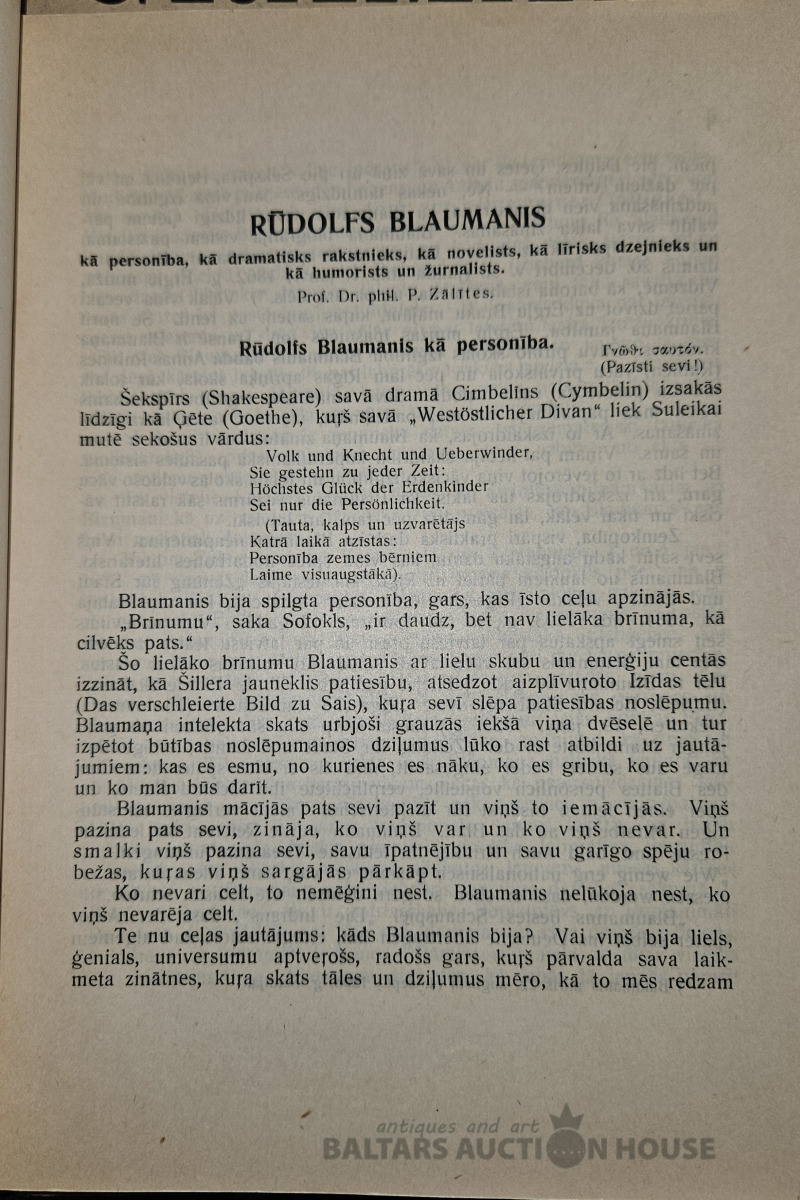 RŪDOLFS BLAUMANIS
kā personība, kā dramatisks rakstnieks, kā novelists, kā līrisks dzejnieks un
kā humorists un žurnalists.
Prof. Dr. phil. P. Zālītes.
Rūdolfs Blaumanis kā personība.
Γνῶϑι σαυτόν.
(Pazīsti sevi!)
Šekspīrs (Shakespeare) savā dramā Cimbelīns (Cymbelin) izsakās
līdzīgi kā Ģēte (Goethe), kuŗš savā „Westöstlicher Divan“ liek Suleikai
mutē sekošus vārdus:
Volk und Knecht und Ueberwinder,
Sie gestehn zu jeder Zeit:
Höchstes Glück der Erdenkinder
Sei nur die Persönlichkeit.
(Tauta, kalps un uzvarētājs
Katrā laikā atzīstas:
Personība zemes bērniem
Laime visuaugstākā).
Blaumanis bija spilgta personība, gars, kas īsto ceļu apzinājās.
„Brīnumu“, saka Sofokls, „ir daudz, bet nav lielāka brīnuma, kā
cilvēks pats.“
Šo lielāko brīnumu Blaumanis ar lielu skubu un enerģiju centās
izzināt, kā Šillera jauneklis patiesību, atsedzot aizplīvuroto Izīdas tēlu
(Das verschleierte Bild zu Sais), kuŗa sevī slēpa patiesības noslēpumu.
Blaumaņa intelekta skats urbjoši grauzās iekšā viņa dvēselē un tur
izpētot būtības noslēpumainos dziļumus lūko rast atbildi uz jautā-
jumiem: kas es esmu, no kurienes es nāku, ko es gribu, ko es varu
un ko man būs darīt.
Blaumanis mācījās pats sevi pazīt un viņš to iemācījās. Viņš
pazina pats sevi, zināja, ko viņš var un ko viņš nevar. Un
smalki viņš pazina sevi, savu īpatnējību un savu garīgo spēju ro-
bežas, kuŗas viņš sargājās pārkāpt.
Ko nevari celt, to nemēģini nest. Blaumanis nelūkoja nest, ko
viņš nevarēja celt.
Te nu ceļas jautājums: kāds Blaumanis bija? Vai viņš bija liels,
ģenials, universumu aptveŗošs, radošs gars, kuŗš pārvalda sava laik-
meta zinātnes, kuŗa skats tāles un dziļumus mēro, kā to mēs redzam
antiques and art
BALTARS AUCTION HOUSE